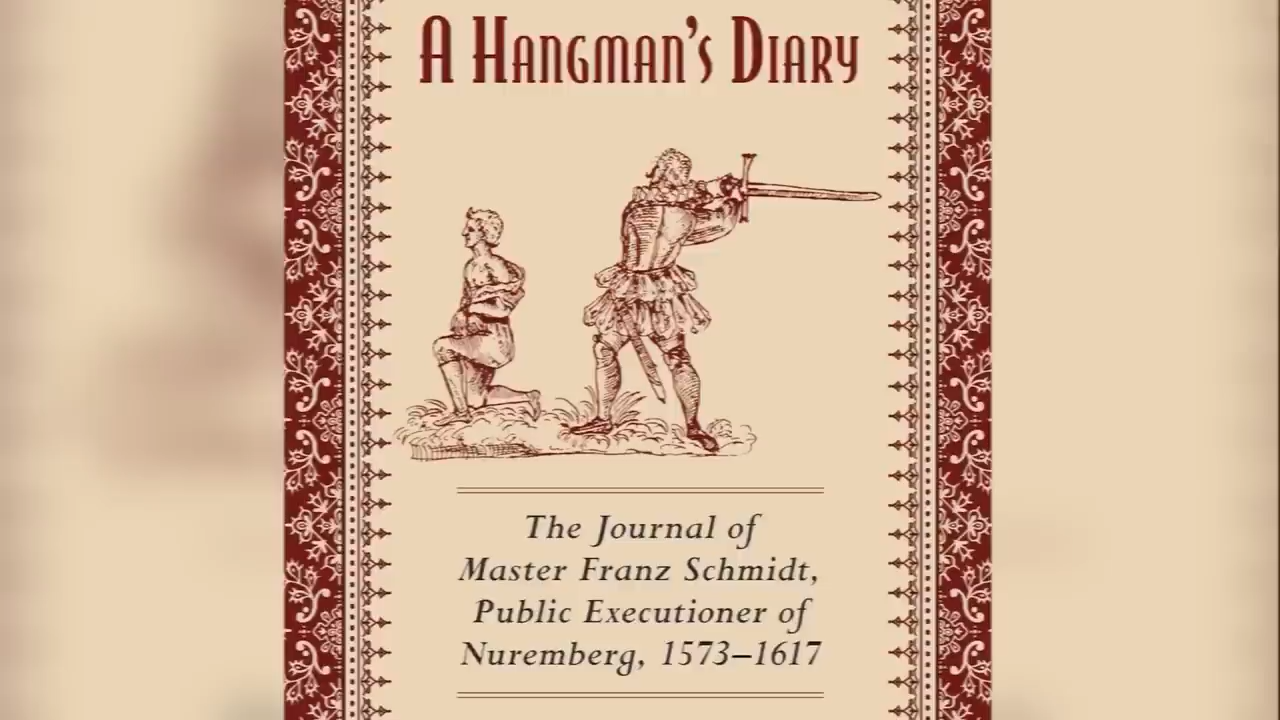 A Hangman's Diary
The Journal of
Master Franz Schmidt,
Public Executioner of
Nuremberg, 1573–1617